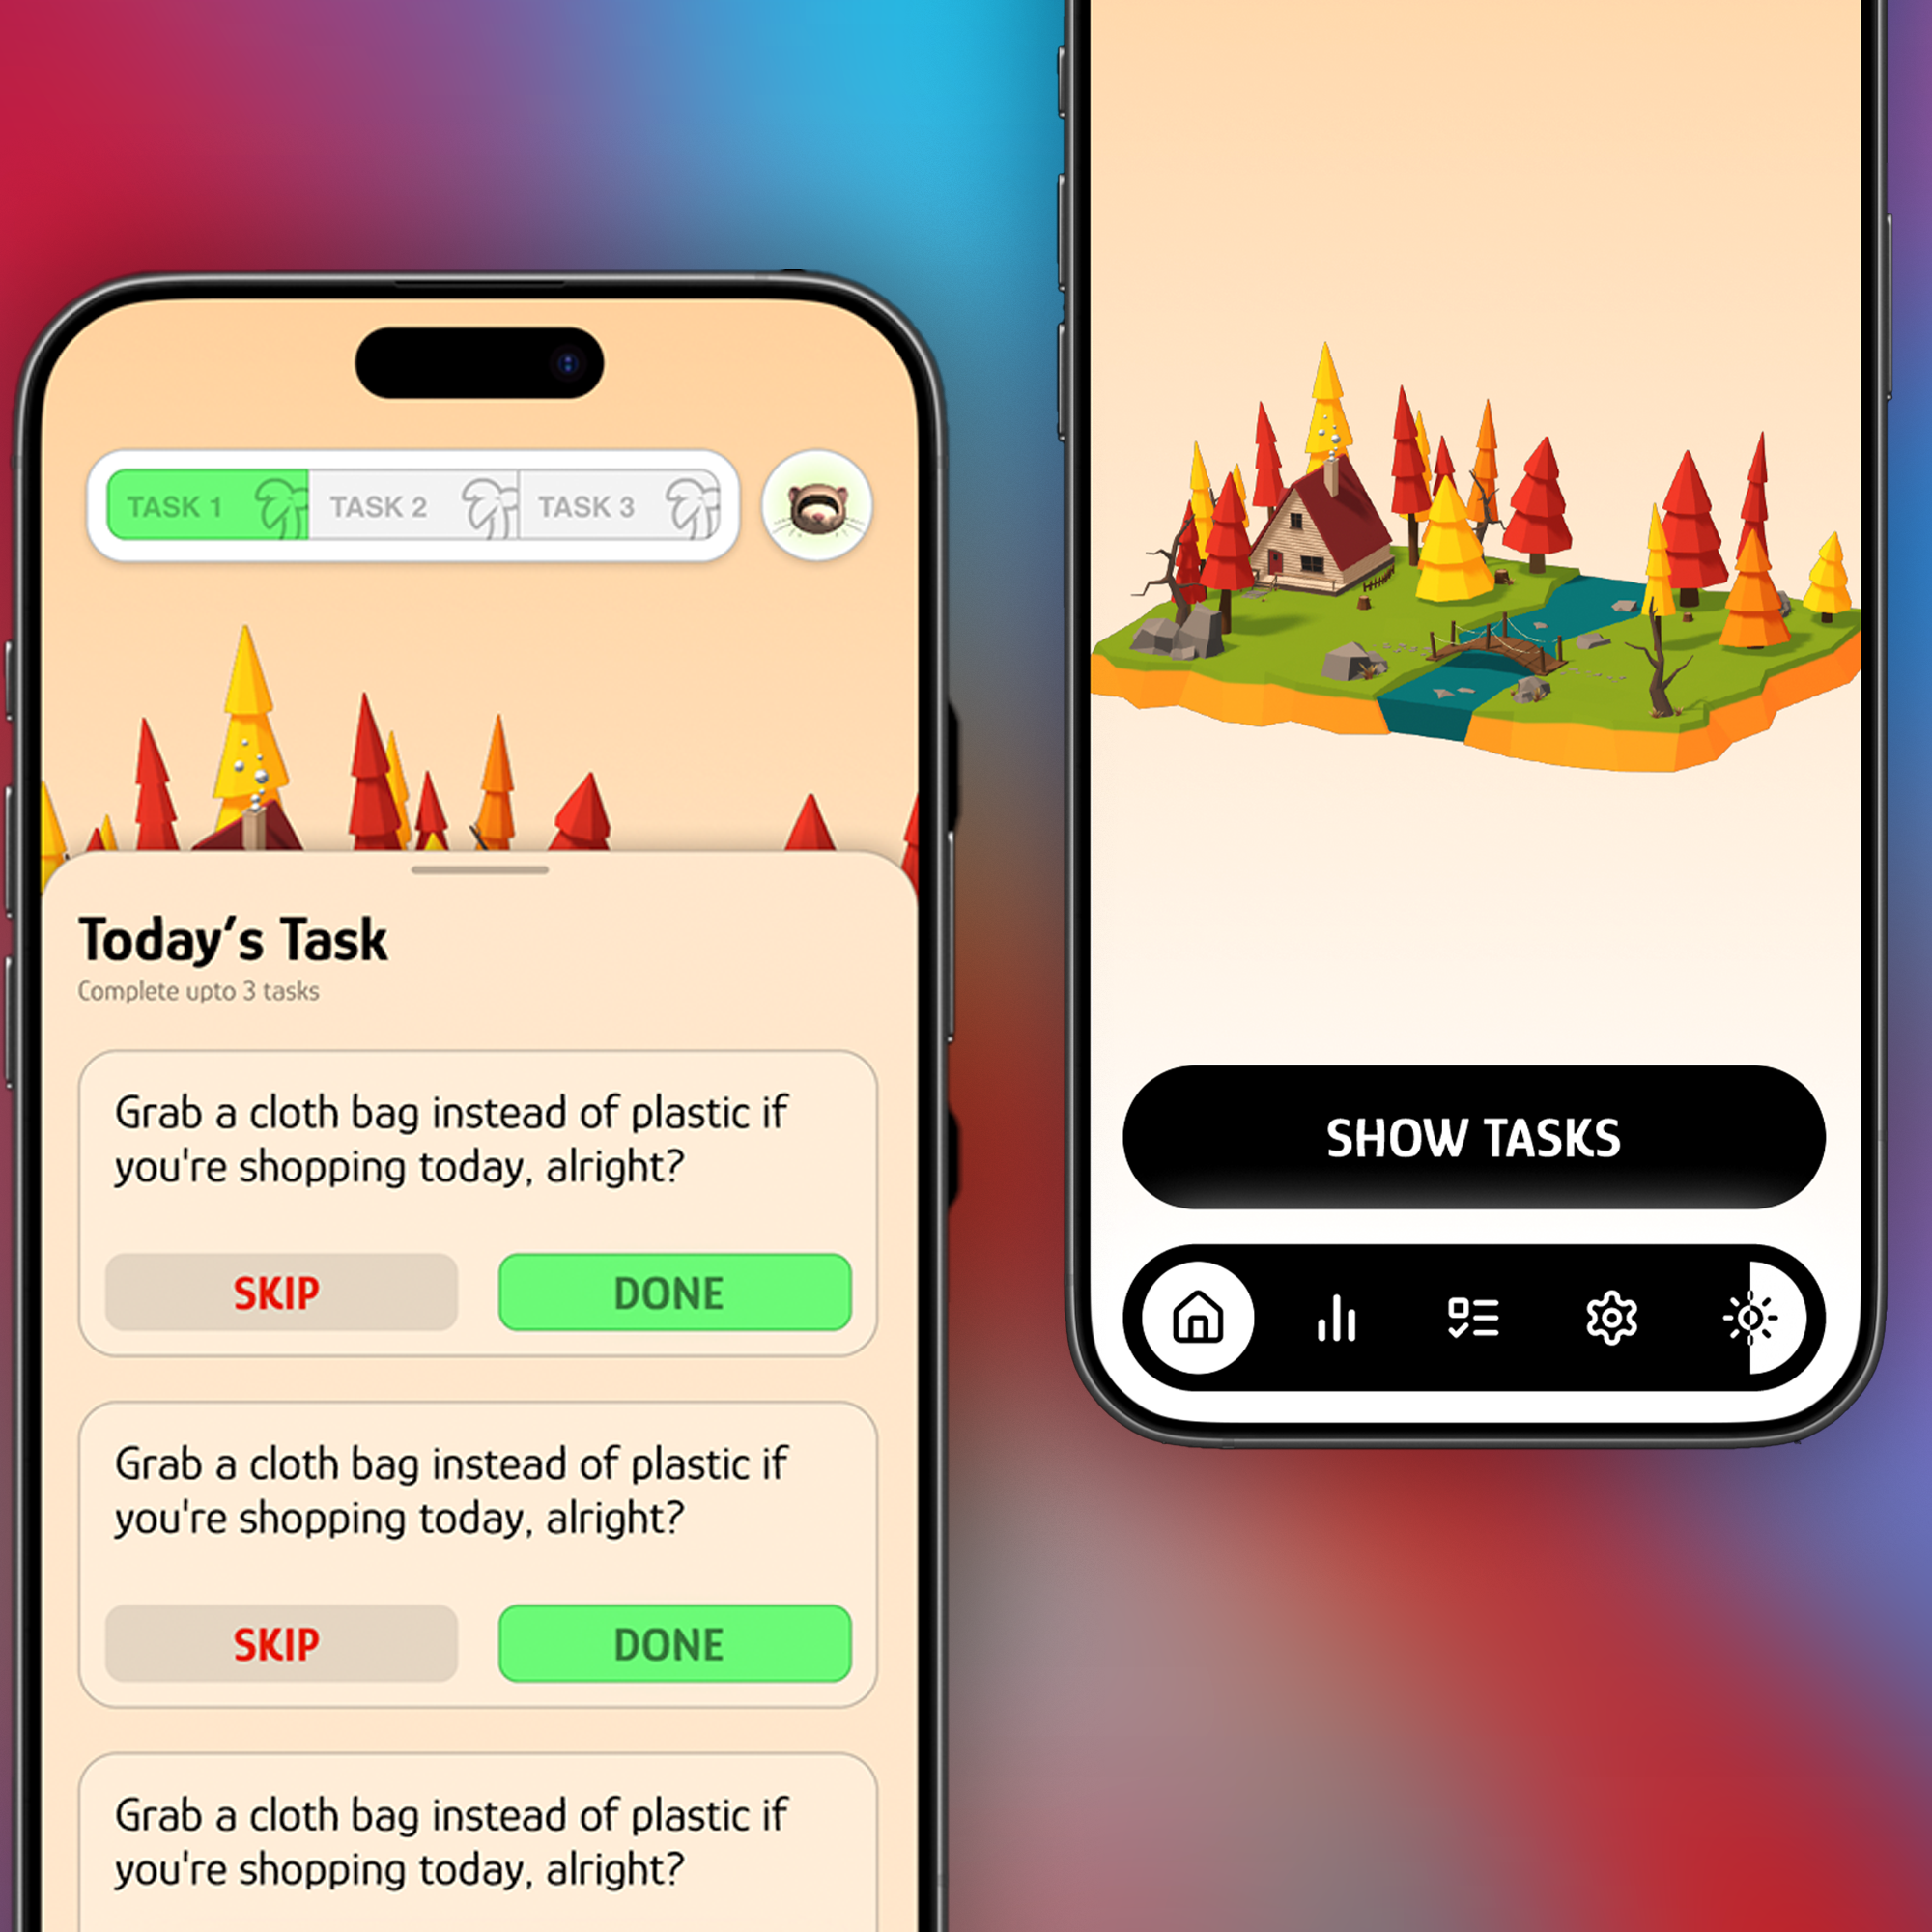 TASK 1
TASK 2
TASK 3
Today's Task
Complete upto 3 tasks
Grab a cloth bag instead of plastic if
you're shopping today, alright?
SKIP
DONE
Grab a cloth bag instead of plastic if
you're shopping today, alright?
SKIP
DONE
Grab a cloth bag instead of plastic if
you're shopping today, alright?
SHOW TASKS